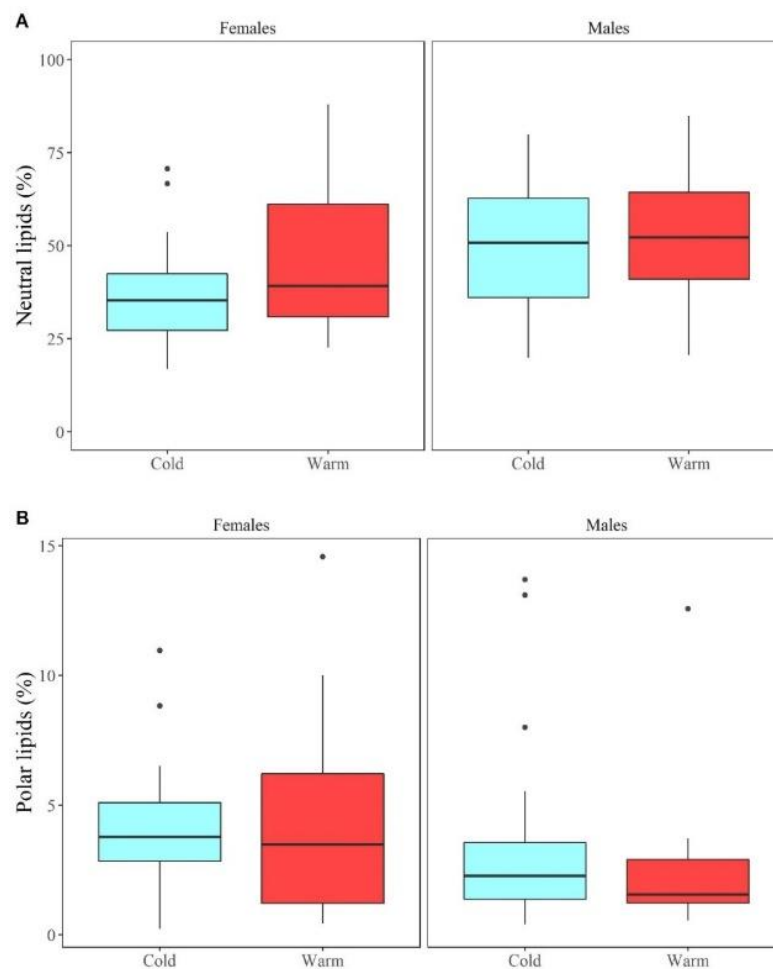 A
Females Males
100
75
50
25
0
Neutral lipids (%)
Cold Warm Cold Warm
B
Females Males
15
10
5
0
Polar lipids (%)
Cold Warm Cold Warm